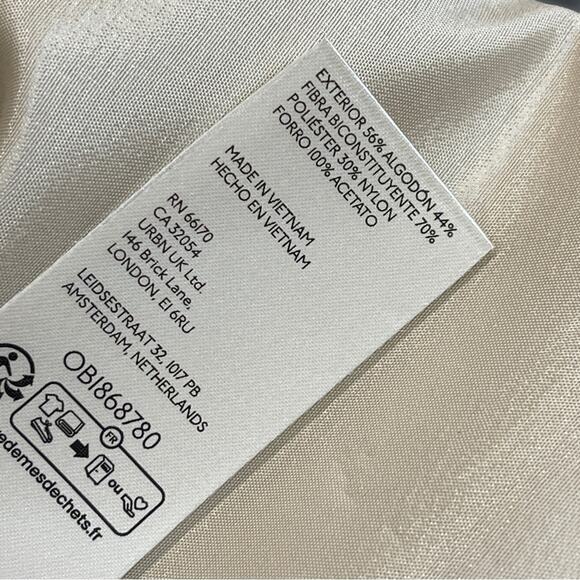 EXTERIOR 56% ALGODÓN 44%
FIBRA BICONSTITUYENTE 70%
POLIÉSTER 30% NYLON
FORRO 100% ACETATO
MADE IN VIETNAM
HECHO EN VIETNAM
RN 66170
CA 32054
URBN UK Ltd.
146 Brick Lane,
LONDON, E1 6RU
LEIDSESTRAAT 32, 1017 PB
AMSTERDAM, NETHERLANDS
OB1868780
FR
ou
edemesdechets.fr